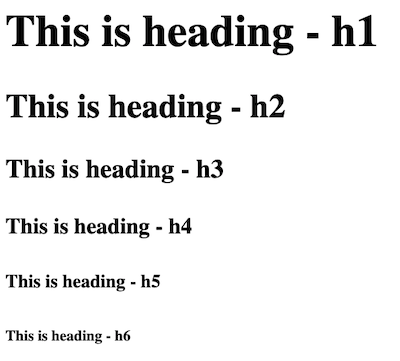 This is heading - h1
This is heading - h2
This is heading - h3
This is heading - h4
This is heading - h5
This is heading - h6